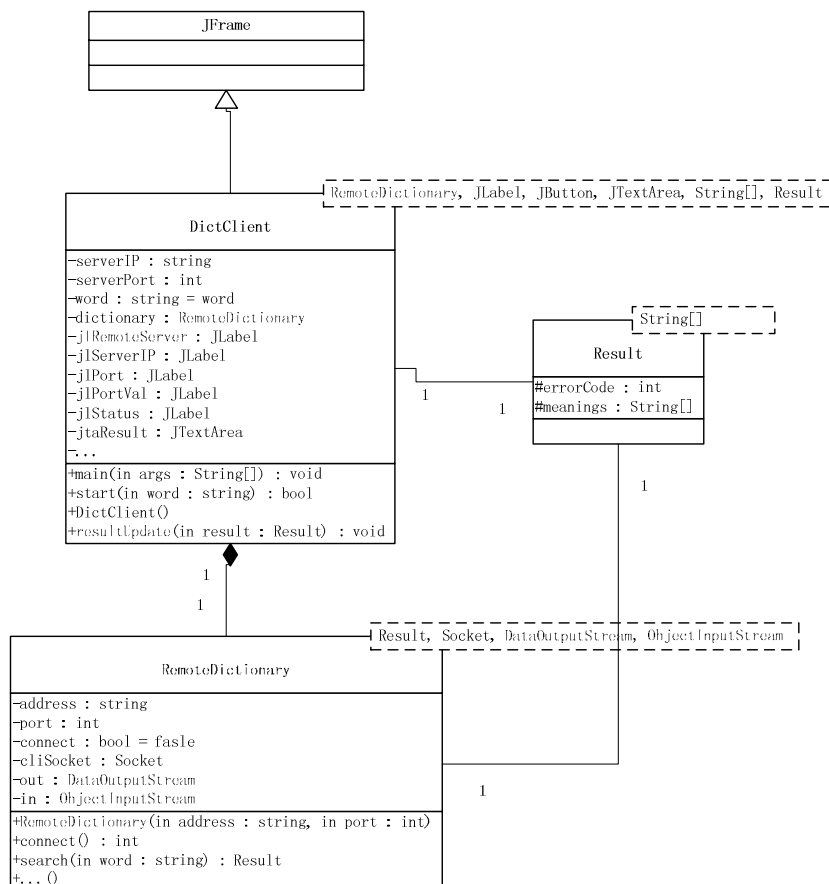 JFrame
RemoteDictionary, JLabel, JButton, JTextArea, String[], Result
DictClient
-serverIP : string
-serverPort : int
-word : string = word
-dictionary : RemoteDictionary
-jlRemoteServer : JLabel
-jlServerIP : JLabel
-jlPort : JLabel
-jlPortVal : JLabel
-jlStatus : JLabel
-jtaResult : JTextArea
-...
+main(in args : String[]) : void
+start(in word : string) : bool
+DictClient()
+resultUpdate(in result : Result) : void
String[]
Result
#errorCode : int
#meanings : String[]
1
1
1
1
1
1
Result, Socket, DataOutputStream, ObjectInputStream
RemoteDictionary
-address : string
-port : int
-connect : bool = fasle
-cliSocket : Socket
-out : DataOutputStream
-in : ObjectInputStream
+RemoteDictionary(in address : string, in port : int)
+connect() : int
+search(in word : string) : Result
+...()